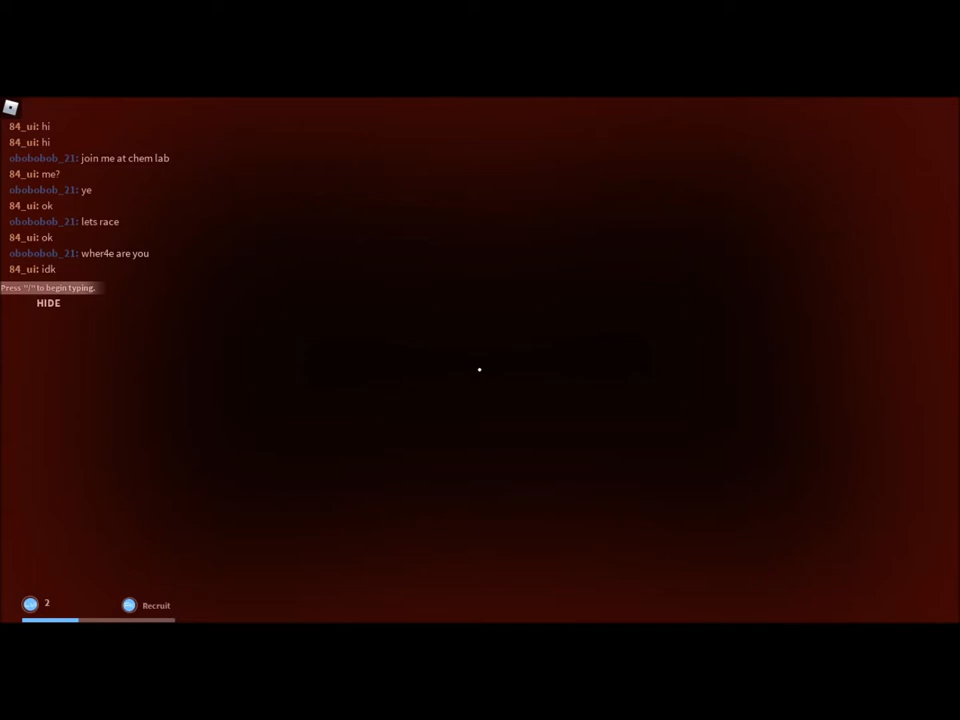 84_ui: hi
84_ui: hi
obobobob_21: join me at chem lab
84_ui: me?
obobobob_21: ye
84_ui: ok
obobobob_21: lets race
84_ui: ok
obobobob_21: wher4e are you
84_ui: idk
Press "/" to begin typing.
HIDE
2 Recruit